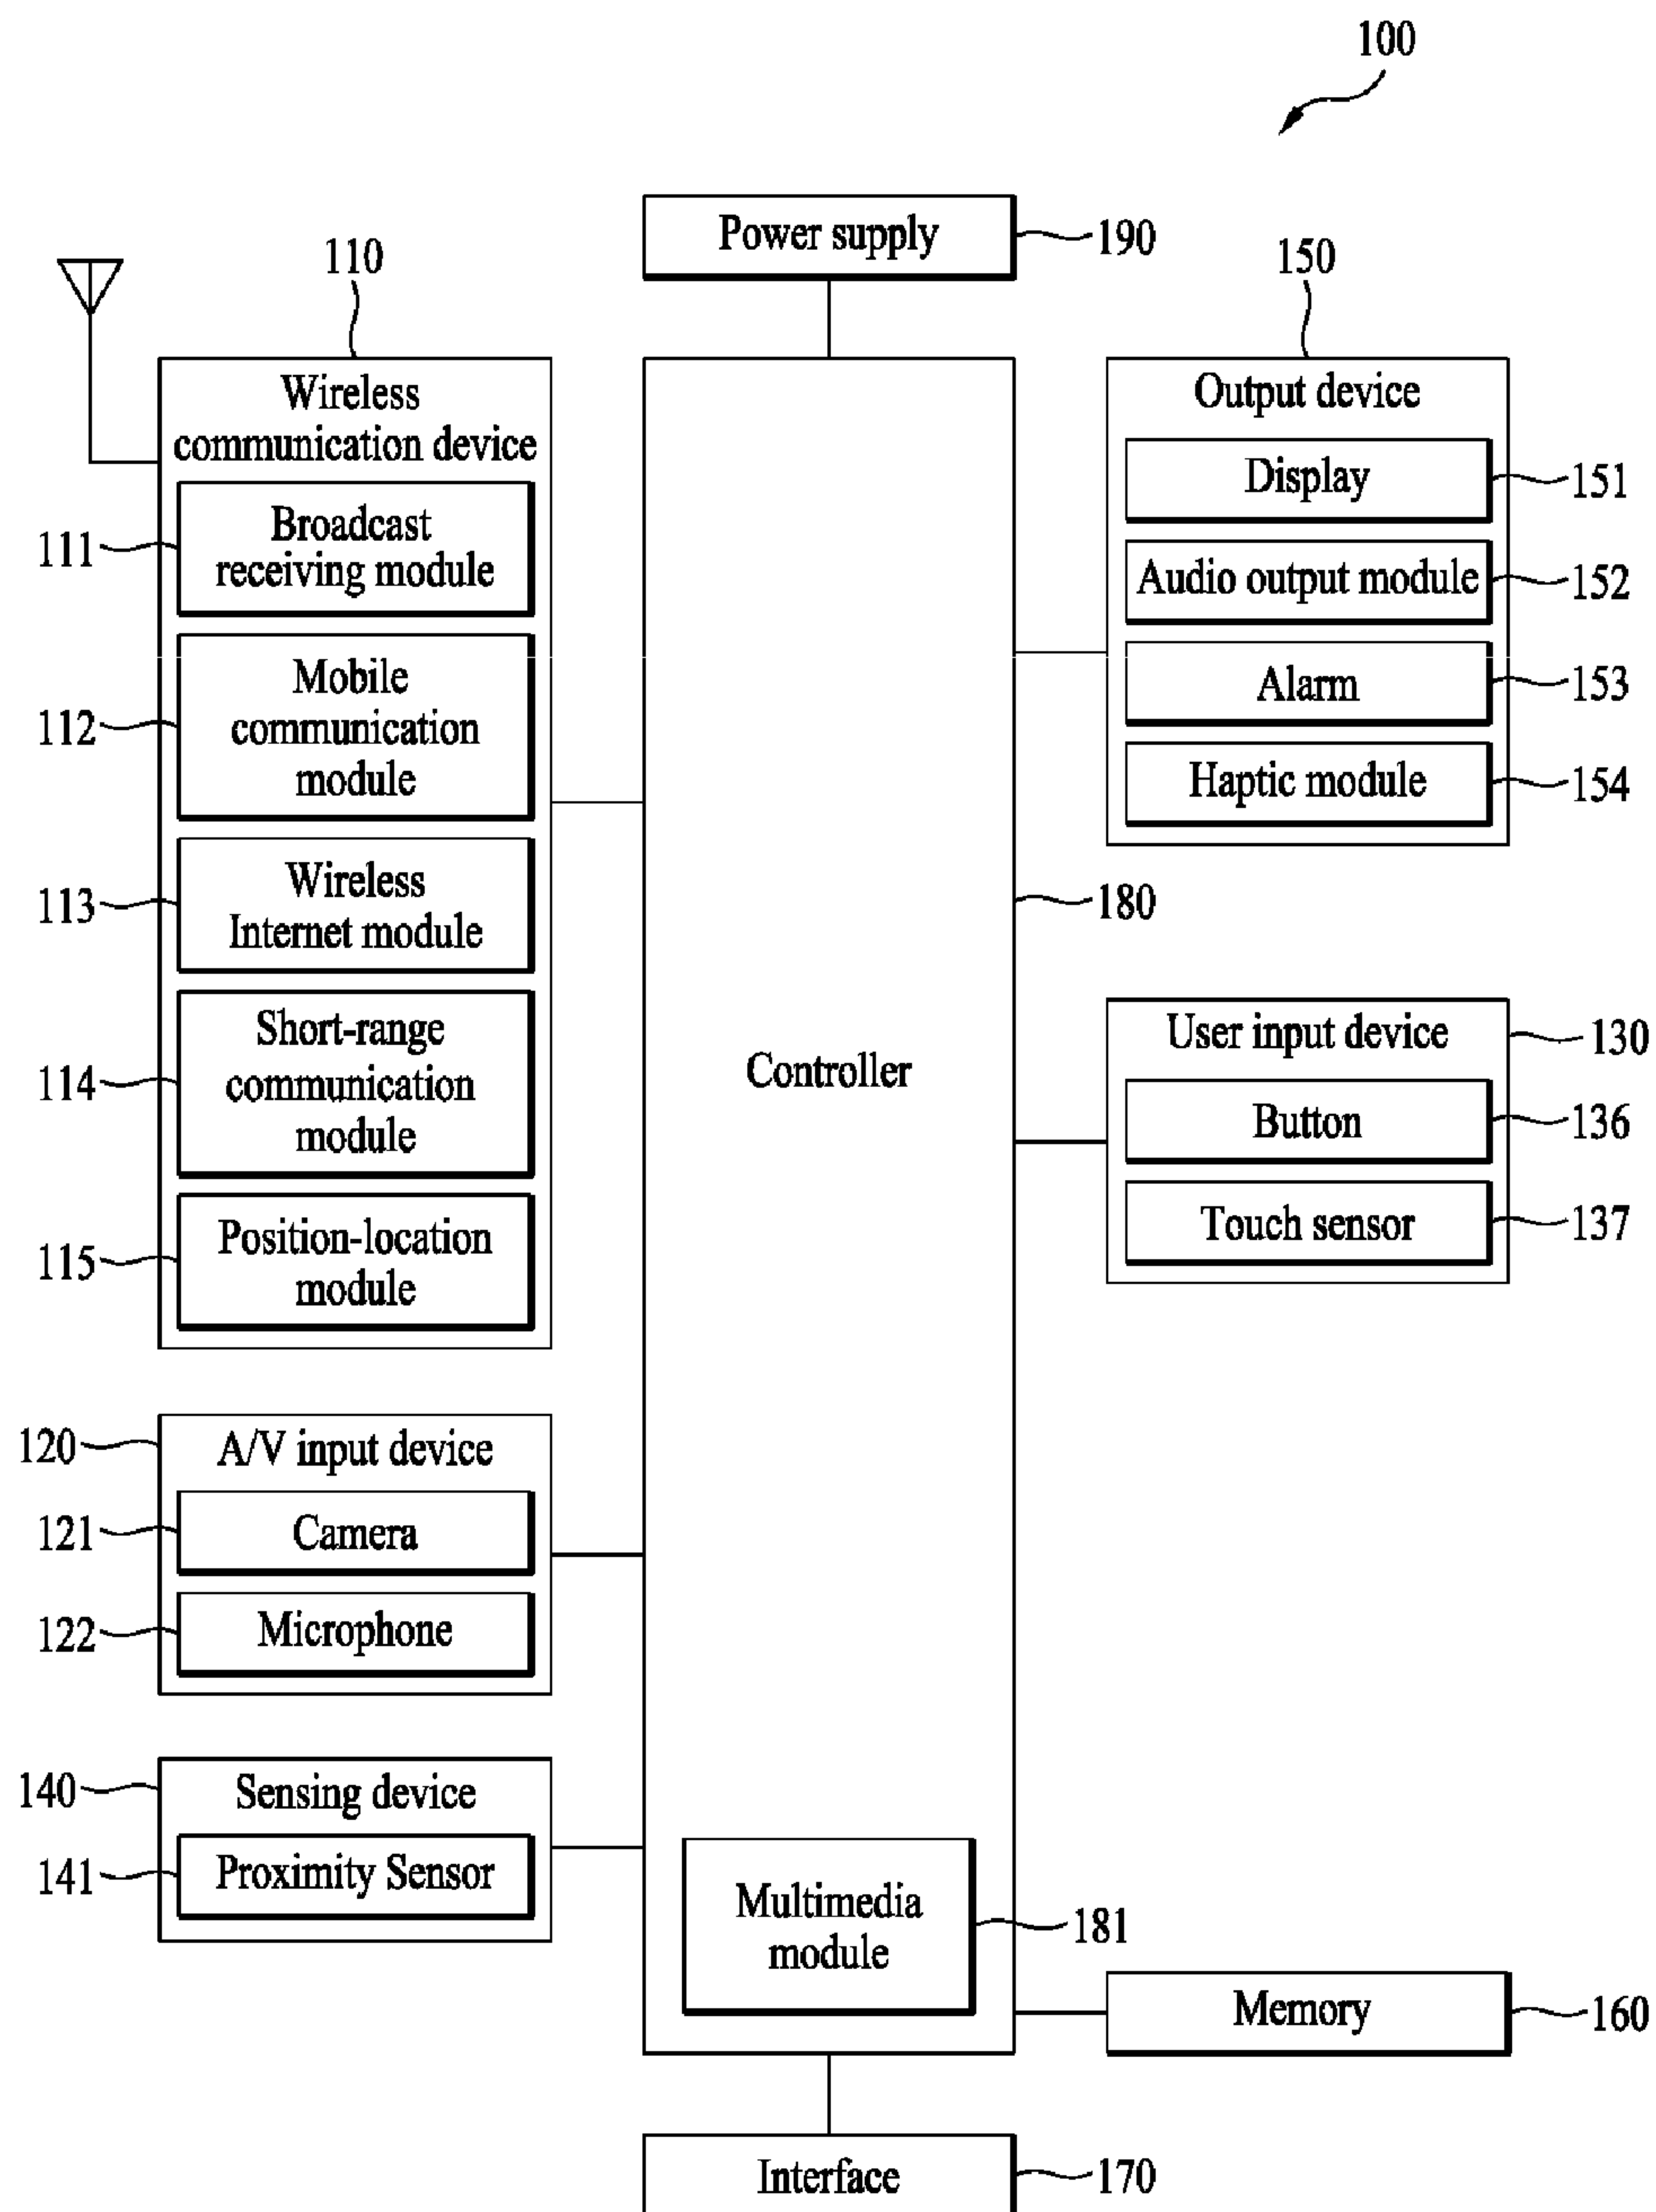 100
Power supply
190
110
Wireless
communication device
111
Broadcast
receiving module
112
Mobile
communication
module
113
Wireless
Internet module
114
Short-range
communication
module
115
Position-location
module
120
A/V input device
121
Camera
122
Microphone
140
Sensing device
141
Proximity Sensor
Controller
180
Multimedia
module
181
150
Output device
Display
151
Audio output module
152
Alarm
153
Haptic module
154
User input device
130
Button
136
Touch sensor
137
Memory
160
Interface
170